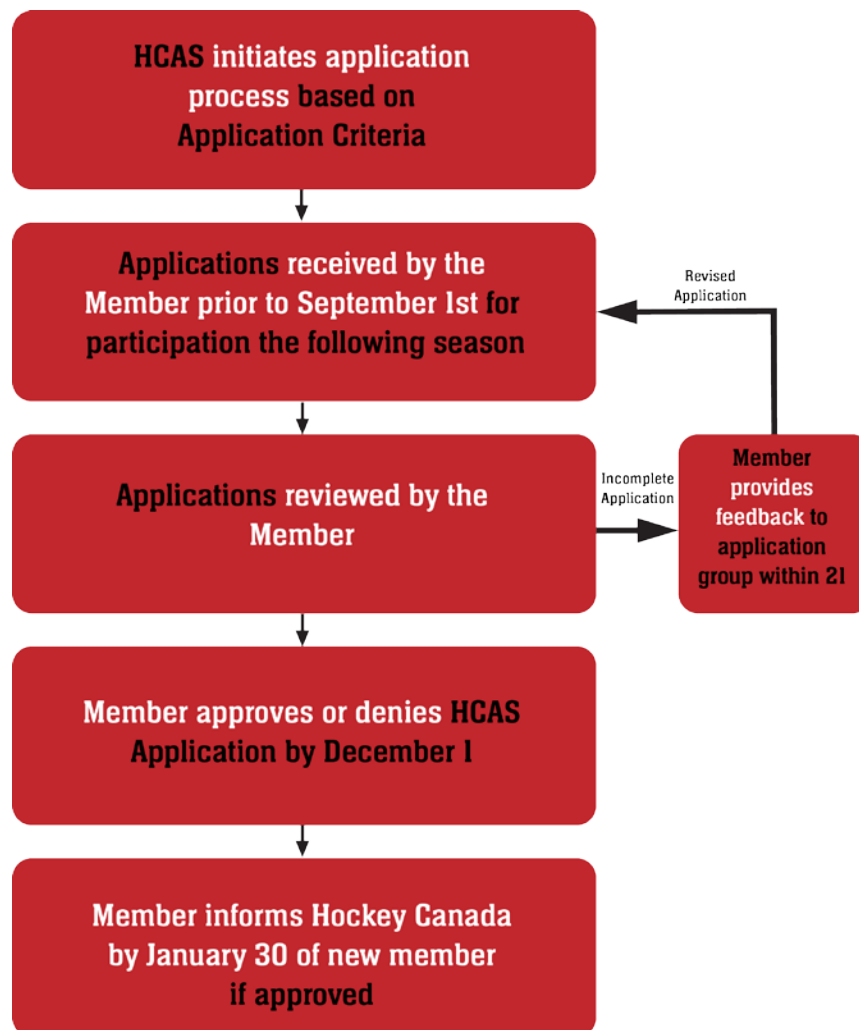 HCAS initiates application
process based on
Application Criteria
Applications received by the
Member prior to September 1st for
participation the following season
Revised
Application
Applications reviewed by the
Member
Incomplete
Application
Member
provides
feedback to
application
group within 21
Member approves or denies HCAS
Application by December 1
Member informs Hockey Canada
by January 30 of new member
if approved